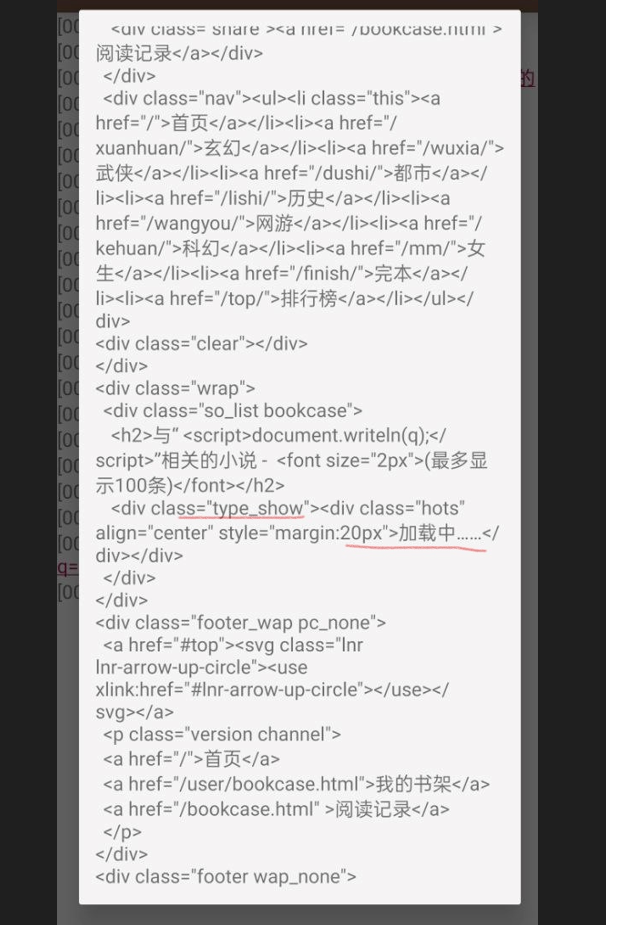 <div class="share"><a href="/bookcase.html">
阅读记录</a></div>
</div>
<div class="nav"><ul><li class="this"><a
href="/">首页</a></li><li><a href="/
xuanhuan/">玄幻</a></li><li><a href="/wuxia/">
武侠</a></li><li><a href="/dushi/">都市</a></
li><li><a href="/lishi/">历史</a></li><li><a
href="/wangyou/">网游</a></li><li><a href="/
kehuan/">科幻</a></li><li><a href="/mm/">女
生</a></li><li><a href="/finish/">完本</a></
li><li><a href="/top/">排行榜</a></li></ul></
div>
<div class="clear"></div>
</div>
<div class="wrap">
<div class="so_list bookcase">
<h2>与“ <script>document.writeln(q);</
script>”相关的小说 - <font size="2px">(最多显
示100条)</font></h2>
<div class="type_show"><div class="hots"
align="center" style="margin:20px">加载中……</
div></div>
</div>
</div>
<div class="footer_wap pc_none">
<a href="#top"><svg class="lnr
lnr-arrow-up-circle"><use
xlink:href="#lnr-arrow-up-circle"></use></
svg></a>
<p class="version channel">
<a href="/">首页</a>
<a href="/user/bookcase.html">我的书架</a>
<a href="/bookcase.html" >阅读记录</a>
</p>
</div>
<div class="footer wap_none">
的
q=